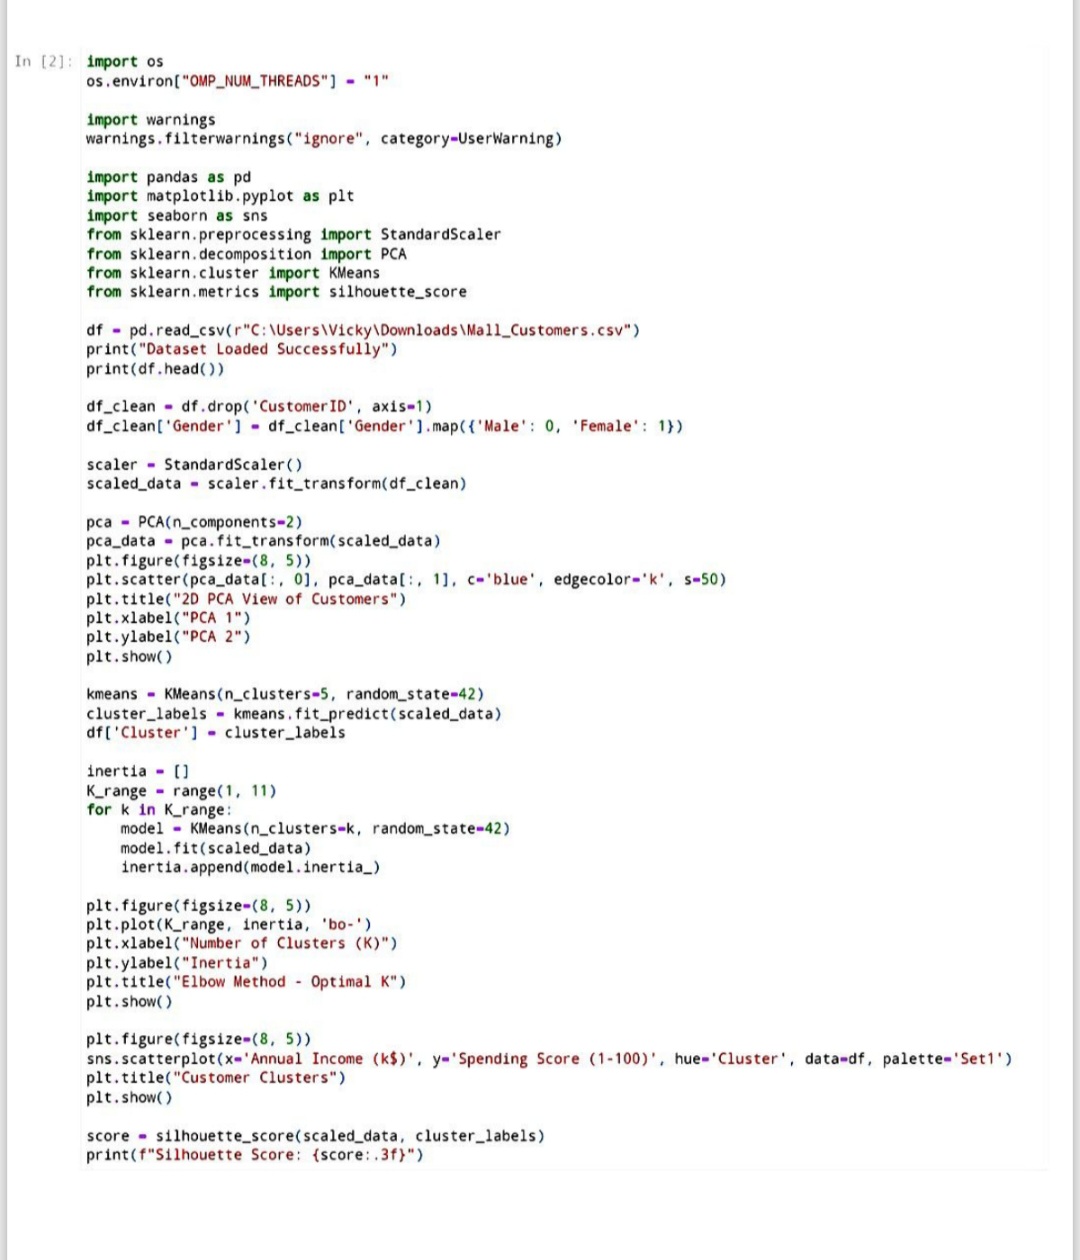 In [2]: import os
os.environ["OMP_NUM_THREADS"] = "1"
import warnings
warnings.filterwarnings("ignore", category=UserWarning)
import pandas as pd
import matplotlib.pyplot as plt
import seaborn as sns
from sklearn.preprocessing import StandardScaler
from sklearn.decomposition import PCA
from sklearn.cluster import KMeans
from sklearn.metrics import silhouette_score
df = pd.read_csv(r"C:\Users\Vicky\Downloads\Mall_Customers.csv")
print("Dataset Loaded Successfully")
print(df.head())
df_clean = df.drop('CustomerID', axis=1)
df_clean['Gender'] = df_clean['Gender'].map({'Male': 0, 'Female': 1})
scaler = StandardScaler()
scaled_data = scaler.fit_transform(df_clean)
pca = PCA(n_components=2)
pca_data = pca.fit_transform(scaled_data)
plt.figure(figsize=(8, 5))
plt.scatter(pca_data[:, 0], pca_data[:, 1], c='blue', edgecolor='k', s=50)
plt.title("2D PCA View of Customers")
plt.xlabel("PCA 1")
plt.ylabel("PCA 2")
plt.show()
kmeans = KMeans(n_clusters=5, random_state=42)
cluster_labels = kmeans.fit_predict(scaled_data)
df['Cluster'] = cluster_labels
inertia = []
K_range = range(1, 11)
for k in K_range:
    model = KMeans(n_clusters=k, random_state=42)
    model.fit(scaled_data)
    inertia.append(model.inertia_)
plt.figure(figsize=(8, 5))
plt.plot(K_range, inertia, 'bo-')
plt.xlabel("Number of Clusters (K)")
plt.ylabel("Inertia")
plt.title("Elbow Method - Optimal K")
plt.show()
plt.figure(figsize=(8, 5))
sns.scatterplot(x='Annual Income (k$)', y='Spending Score (1-100)', hue='Cluster', data=df, palette='Set1')
plt.title("Customer Clusters")
plt.show()
score = silhouette_score(scaled_data, cluster_labels)
print(f"Silhouette Score: {score:.3f}")